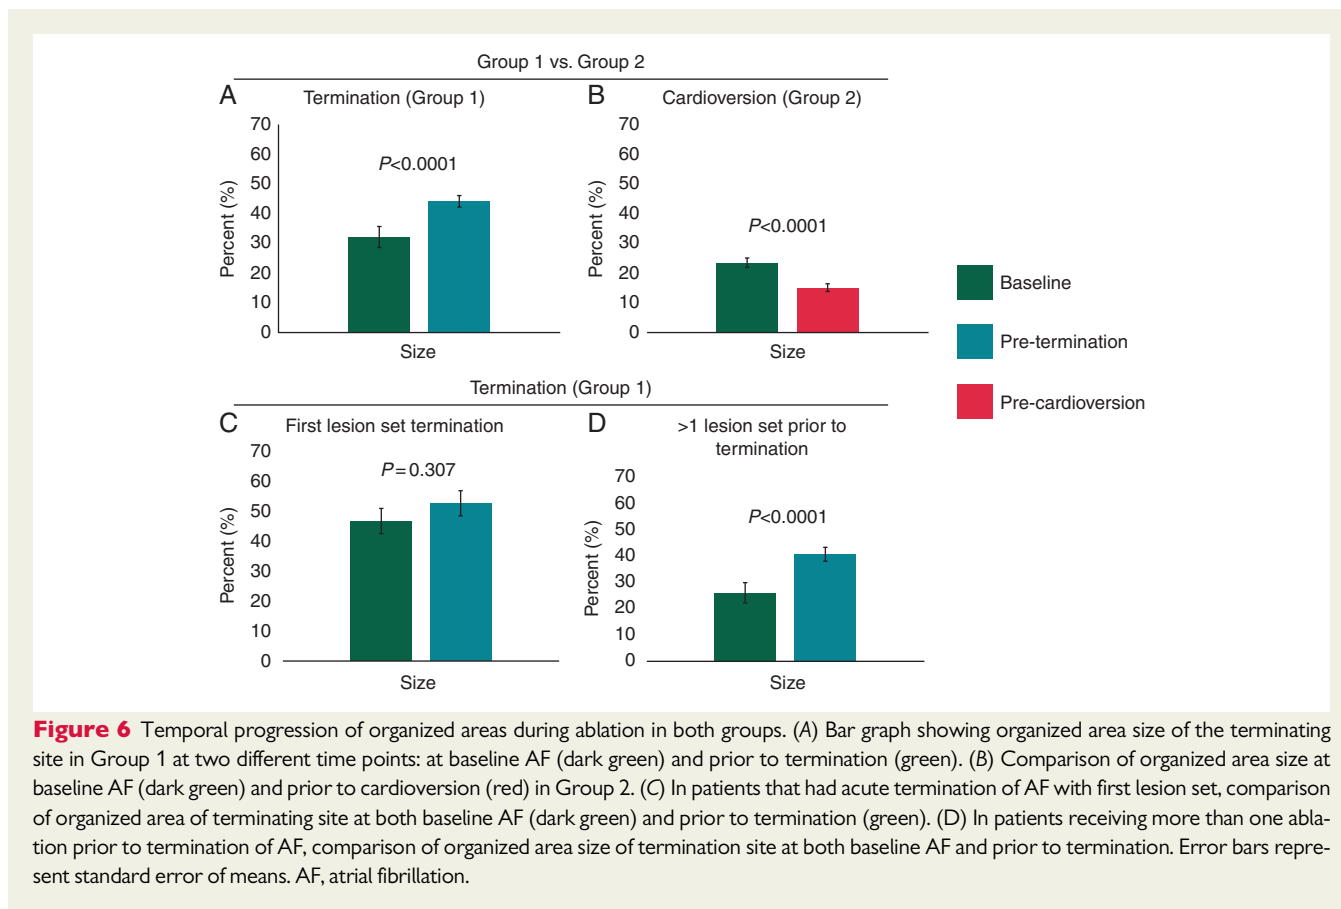 Group 1 vs. Group 2
A
Termination (Group 1)
70
60
50
40
30
20
10
0
Percent (%)
P<0.0001
Size
B
Cardioversion (Group 2)
70
60
50
40
30
20
10
0
Percent (%)
P<0.0001
Size
Baseline
Pre-termination
Pre-cardioversion
Termination (Group 1)
C
First lesion set termination
70
60
50
40
30
20
10
0
Percent (%)
P=0.307
Size
D
>1 lesion set prior to
termination
70
60
50
40
30
20
10
0
Percent (%)
P<0.0001
Size
Figure 6 Temporal progression of organized areas during ablation in both groups. (A) Bar graph showing organized area size of the terminating
site in Group 1 at two different time points: at baseline AF (dark green) and prior to termination (green). (B) Comparison of organized area size at
baseline AF (dark green) and prior to cardioversion (red) in Group 2. (C) In patients that had acute termination of AF with first lesion set, comparison
of organized area of terminating site at both baseline AF (dark green) and prior to termination (green). (D) In patients receiving more than one abla-
tion prior to termination of AF, comparison of organized area size of termination site at both baseline AF and prior to termination. Error bars repre-
sent standard error of means. AF, atrial fibrillation.